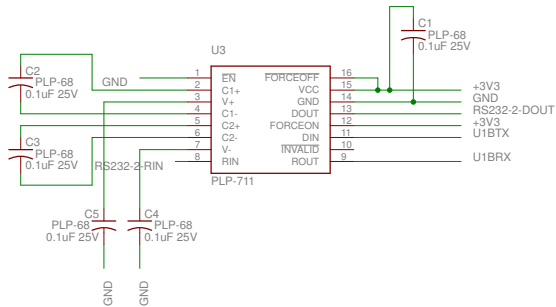 C1
PLP-68
0.1uF 25V
U3
C2
PLP-68
0.1uF 25V
GND
1 EN FORCEOFF 16
2 C1+ VCC 15 +3V3
3 V+ GND 14 GND
4 C1- DOUT 13 RS232-2-DOUT
5 C2+ FORCEON 12 +3V3
6 C2- DIN 11 U1BTX
7 V- INVALID 10
8 RIN ROUT 9 U1BRX
C3
PLP-68
0.1uF 25V
RS232-2-RIN
PLP-711
C5
PLP-68
0.1uF 25V
C4
PLP-68
0.1uF 25V
GND
GND